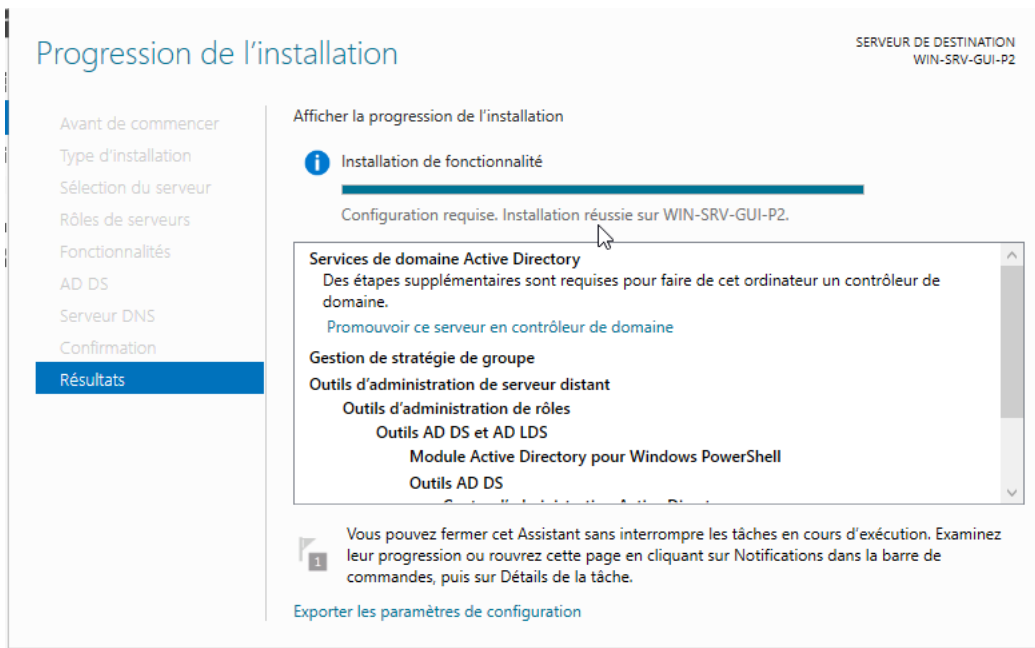 Progression de l’installation
SERVEUR DE DESTINATION
WIN-SRV-GUI-P2
Avant de commencer
Type d'installation
Sélection du serveur
Rôles de serveurs
Fonctionnalités
AD DS
Serveur DNS
Confirmation
Résultats
Afficher la progression de l’installation
Installation de fonctionnalité
Configuration requise. Installation réussie sur WIN-SRV-GUI-P2.
Services de domaine Active Directory
Des étapes supplémentaires sont requises pour faire de cet ordinateur un contrôleur de
domaine.
Promouvoir ce serveur en contrôleur de domaine
Gestion de stratégie de groupe
Outils d’administration de serveur distant
Outils d’administration de rôles
Outils AD DS et AD LDS
Module Active Directory pour Windows PowerShell
Outils AD DS
1
Vous pouvez fermer cet Assistant sans interrompre les tâches en cours d’exécution. Examinez
leur progression ou rouvrez cette page en cliquant sur Notifications dans la barre de
commandes, puis sur Détails de la tâche.
Exporter les paramètres de configuration